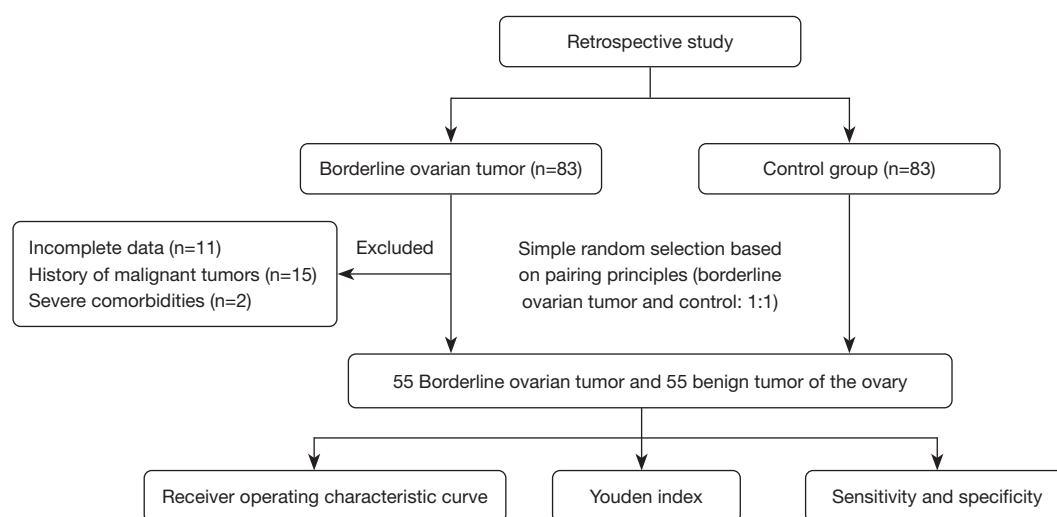 Retrospective study
Borderline ovarian tumor (n=83)
Control group (n=83)
Incomplete data (n=11)
History of malignant tumors (n=15)
Severe comorbidities (n=2)
Excluded
Simple random selection based
on pairing principles (borderline
ovarian tumor and control: 1:1)
55 Borderline ovarian tumor and 55 benign tumor of the ovary
Receiver operating characteristic curve
Youden index
Sensitivity and specificity